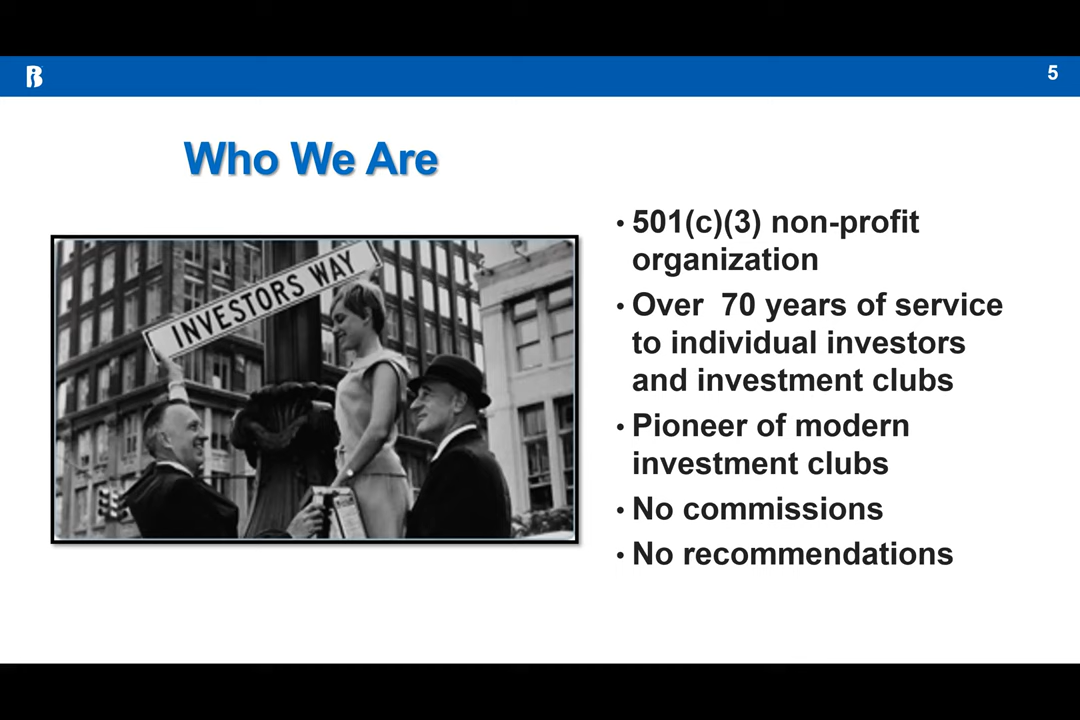 5
Who We Are
INVESTORS WAY
• 501(c)(3) non-profit
organization
• Over 70 years of service
to individual investors
and investment clubs
• Pioneer of modern
investment clubs
• No commissions
• No recommendations